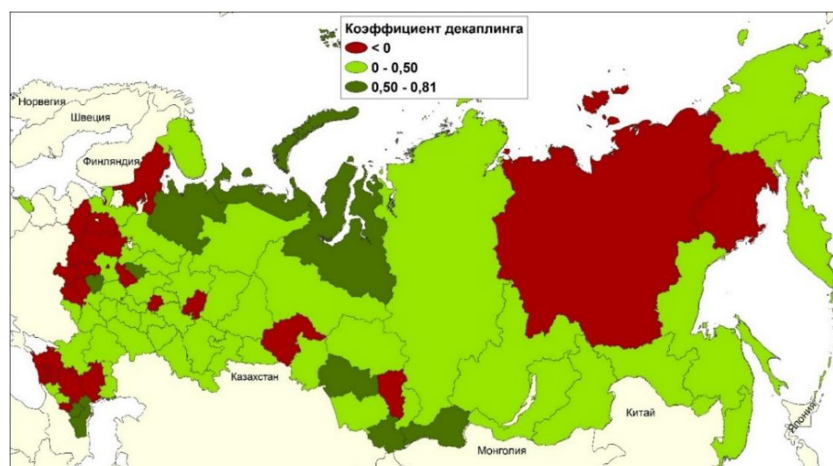 Коэффициент декаплинга
< 0
0 - 0,50
0,50 - 0,81
Норвегия
Швеция
Финляндия
Казахстан
Китай
Япония
Монголия